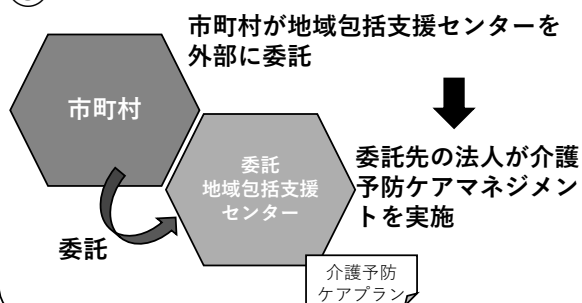 市町村が地域包括支援センターを
外部に委託
市町村
委託
地域包括支援
センター
委託先の法人が介護
予防ケアマネジメン
トを実施
委託
介護予防
ケアプラン